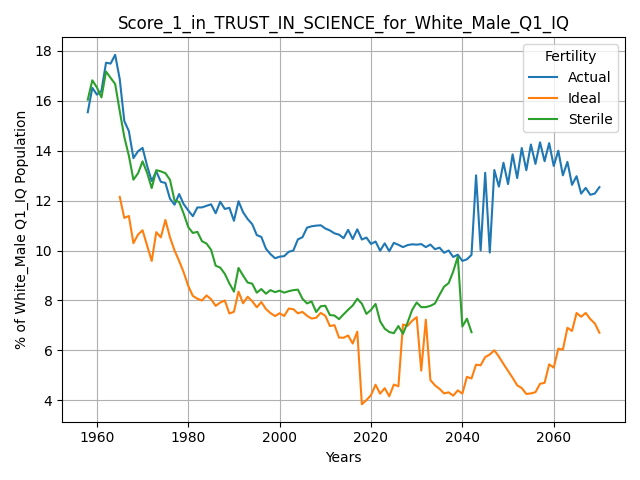 Score_1_in_TRUST_IN_SCIENCE_for_White_Male_Q1_IQ
Fertility
Actual
Ideal
Sterile
% of White_Male Q1_IQ Population
18
16
14
12
10
8
6
4
1960 1980 2000 2020 2040 2060
Years